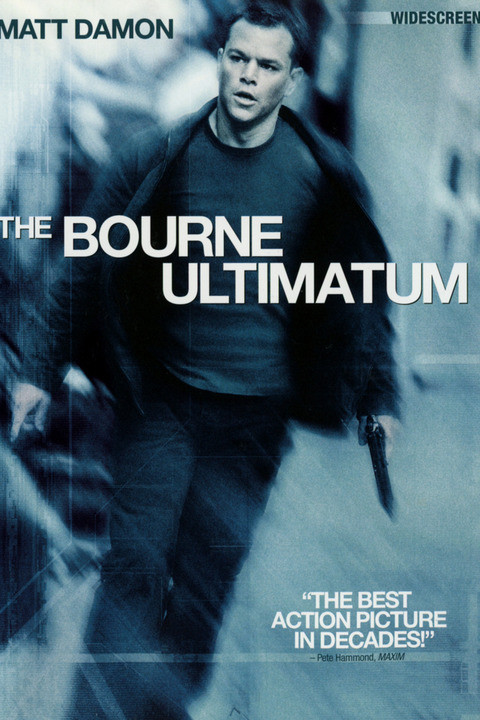 MATT DAMON
WIDESCREEN
THE BOURNE
ULTIMATUM
“THE BEST
ACTION PICTURE
IN DECADES!”
– Pete Hammond, MAXIM